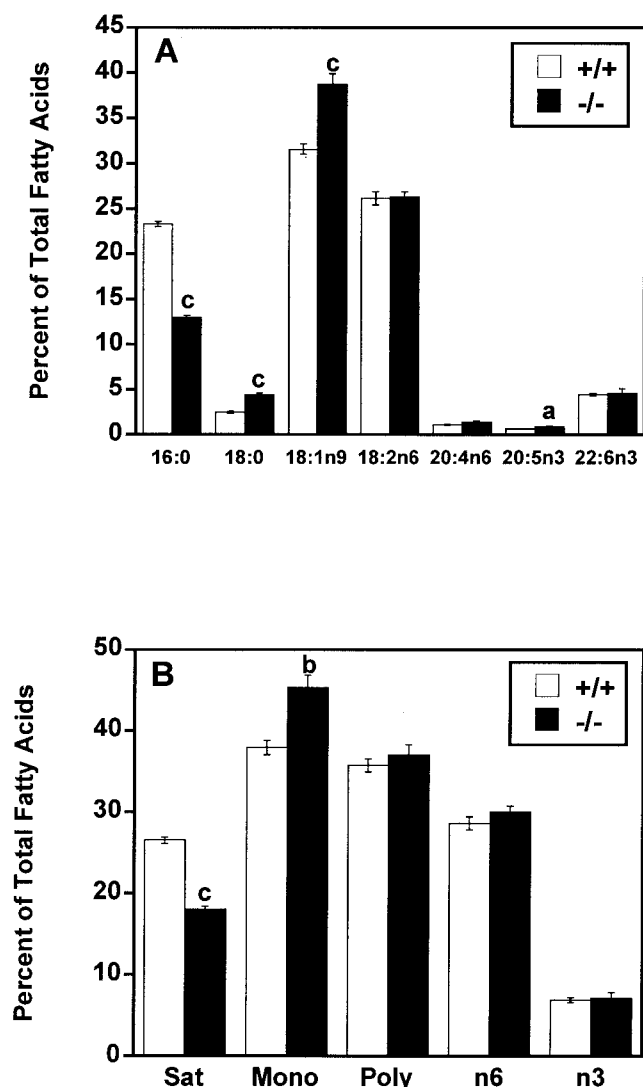 45
40
35
30
25
20
15
10
5
0
Percent of Total Fatty Acids
A
+/+
-/-
c
c
c
a
16:0 18:0 18:1n9 18:2n6 20:4n6 20:5n3 22:6n3
50
40
30
20
10
0
Percent of Total Fatty Acids
B
+/+
-/-
b
c
Sat Mono Poly n6 n3